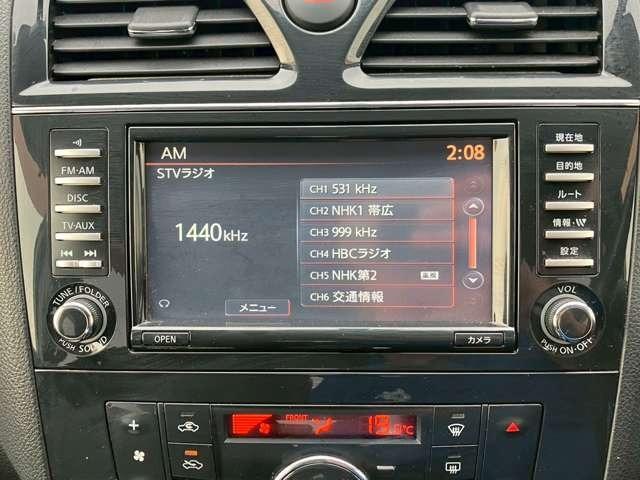 AM
2:08
STVラジオ
1440kHz
CH1 531 kHz
CH2 NHK1 帯広
CH3 999 kHz
CH4 HBCラジオ
CH5 NHK第2
CH6 交通情報
メニュー
FM・AM
DISC
TV・AUX
TUNE/FOLDER
PUSH SOUND
現在地
目的地
ルート
情報・
設定
VOL
PUSH ON・OFF
OPEN
カメラ
FRONT